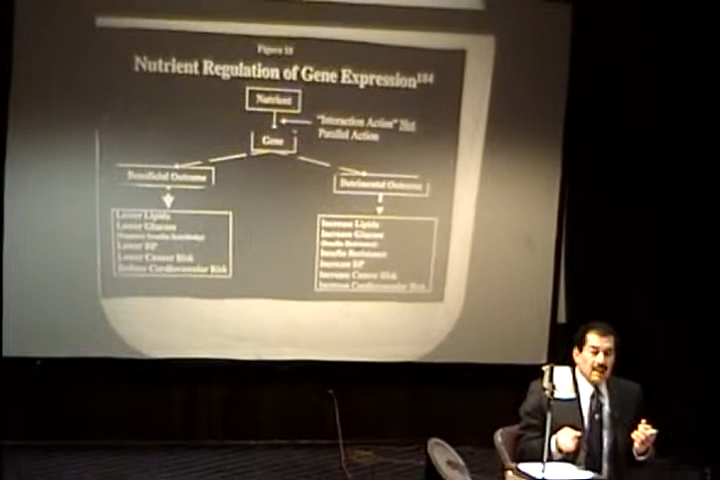 Figure 15
Nutrient Regulation of Gene Expression184
Nutrient
"Interaction Action" Not
Parallel Action
Gene
Beneficial Outcome
Detrimental Outcome
Lower Lipids
Lower Glucose
Lower BP
Lower Cancer Risk
Reduce Cardiovascular Risk
Increase Lipids
Increase Glucose
Insulin Resistance
Increase BP
Increase Cancer Risk
Increase Cardiovascular Risk